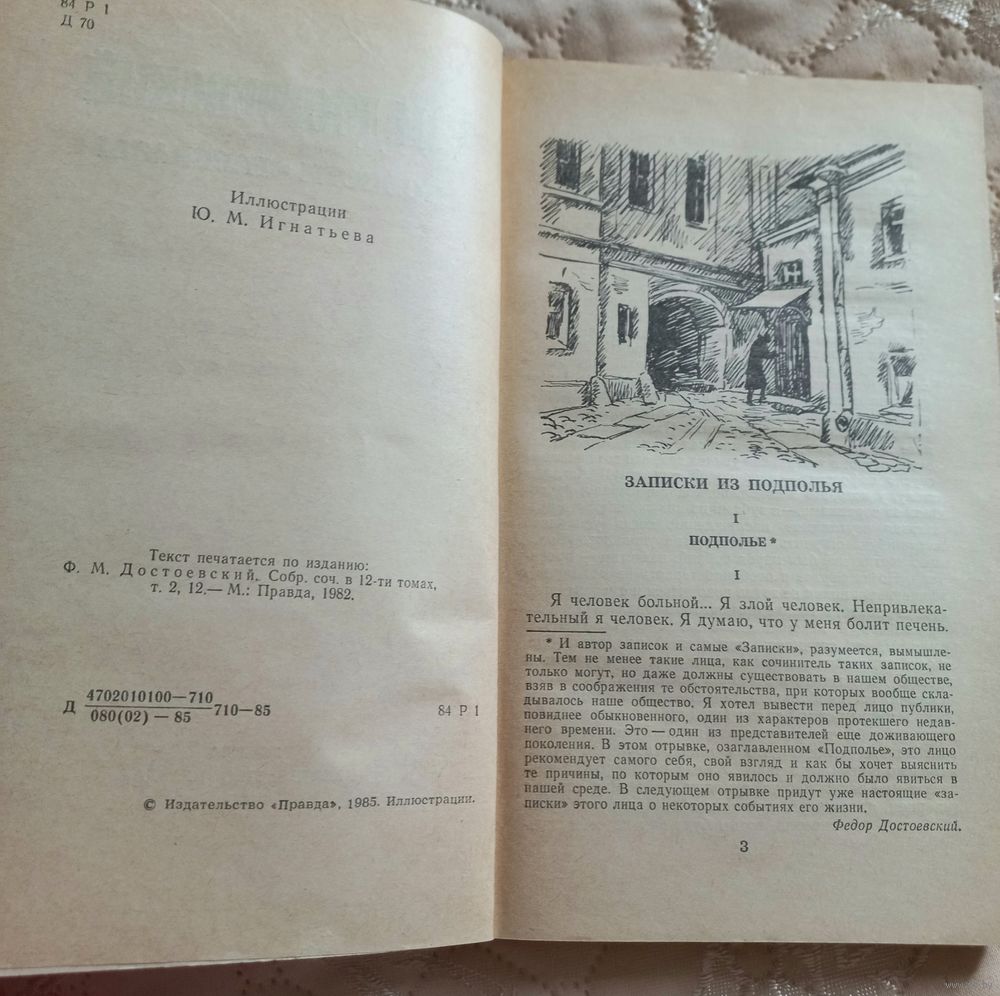 84 Р 1
Д 70
Иллюстрации
Ю. М. Игнатьева
Текст печатается по изданию:
Ф. М. Достоевский. Собр. соч. в 12-ти томах,
т. 2, 12.— М.: Правда, 1982.
Д 4702010100—710
080(02) — 85 710—85 84 Р 1
© Издательство «Правда», 1985. Иллюстрации.
ЗАПИСКИ ИЗ ПОДПОЛЬЯ
I
ПОДПОЛЬЕ*
I
Я человек больной... Я злой человек. Непривлека-
тельный я человек. Я думаю, что у меня болит печень.
* И автор записок и самые «Записки», разумеется, вымышле-
ны. Тем не менее такие лица, как сочинитель таких записок, не
только могут, но даже должны существовать в нашем обществе,
взяв в соображения те обстоятельства, при которых вообще скла-
дывалось наше общество. Я хотел вывести перед лицо публики,
повиднее обыкновенного, один из характеров протекшего недав-
него времени. Это — один из представителей еще доживающего
поколения. В этом отрывке, озаглавленном «Подполье», это лицо
рекомендует самого себя, свой взгляд и как бы хочет выяснить
те причины, по которым оно явилось и должно было явиться в
нашей среде. В следующем отрывке придут уже настоящие «за-
писки» этого лица о некоторых событиях его жизни.
Федор Достоевский.
3